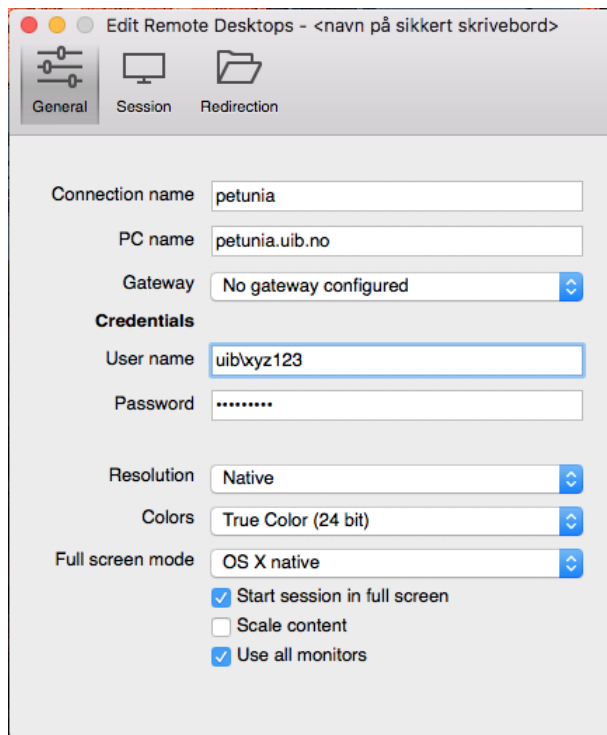 Edit Remote Desktops - <navn på sikkert skrivebord>
General Session Redirection
Connection name petunia
PC name petunia.uib.no
Gateway No gateway configured
Credentials
User name uib\xyz123
Password •••••••••
Resolution Native
Colors True Color (24 bit)
Full screen mode OS X native
Start session in full screen
Scale content
Use all monitors